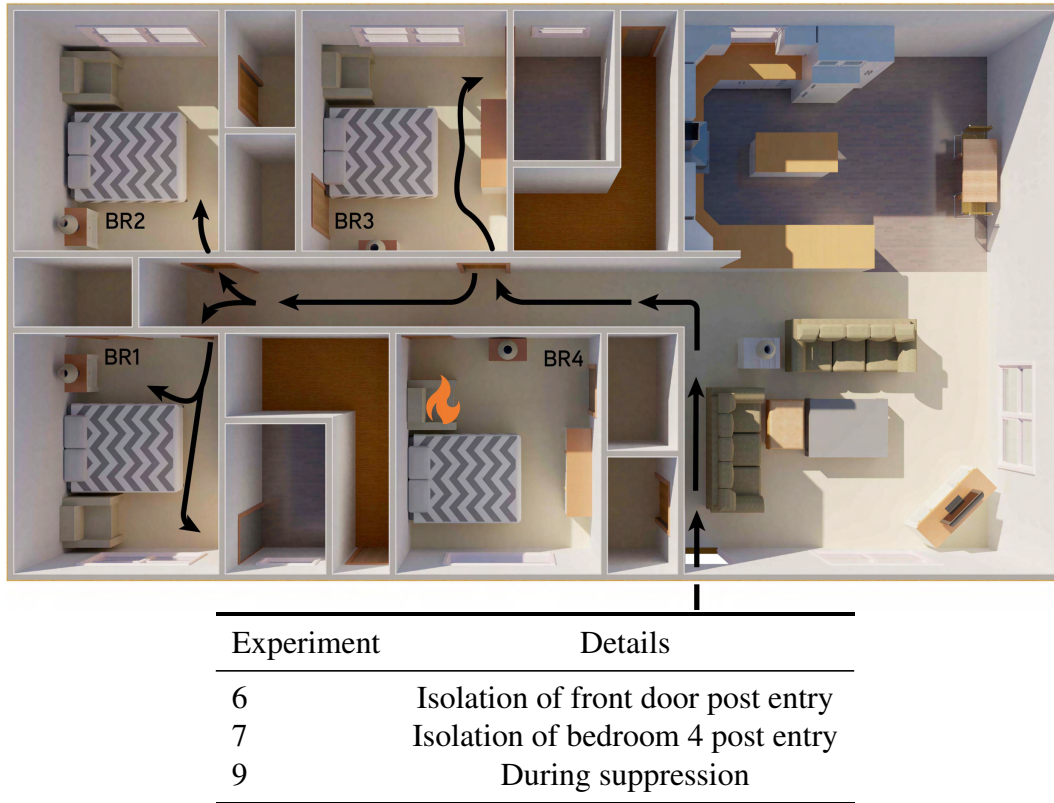 BR2
BR3
BR1
BR4
Experiment Details
6 Isolation of front door post entry
7 Isolation of bedroom 4 post entry
9 During suppression